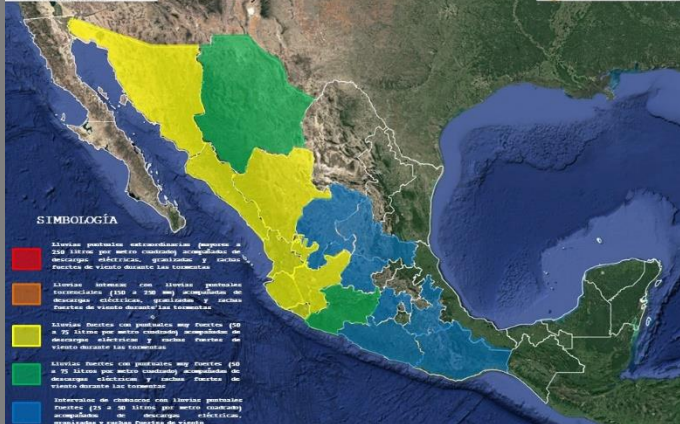 SIMBOLOGÍA
Lluvias puntuales extraordinarias (mayores a
250 litros por metro cuadrado) acompañadas de
descargas eléctricas, granizadas y rachas
fuertes de viento durante las tormentas
Lluvias intensas con lluvias puntuales
torrenciales (150 a 250 mm) acompañadas de
descargas eléctricas, granizadas y rachas
fuertes de viento durante las tormentas
Lluvias fuertes con puntuales muy fuertes (50
a 75 litros por metro cuadrado) acompañadas de
descargas eléctricas y rachas fuertes de
viento durante las tormentas
Lluvias fuertes con puntuales muy fuertes (50
a 75 litros por metro cuadrado) acompañadas de
descargas eléctricas y rachas fuertes de
viento durante las tormentas
Intervalos de chubascos con lluvias puntuales
fuertes (25 a 50 litros por metro cuadrado)
acompañados de descargas eléctricas,
granizadas y rachas fuertes de viento